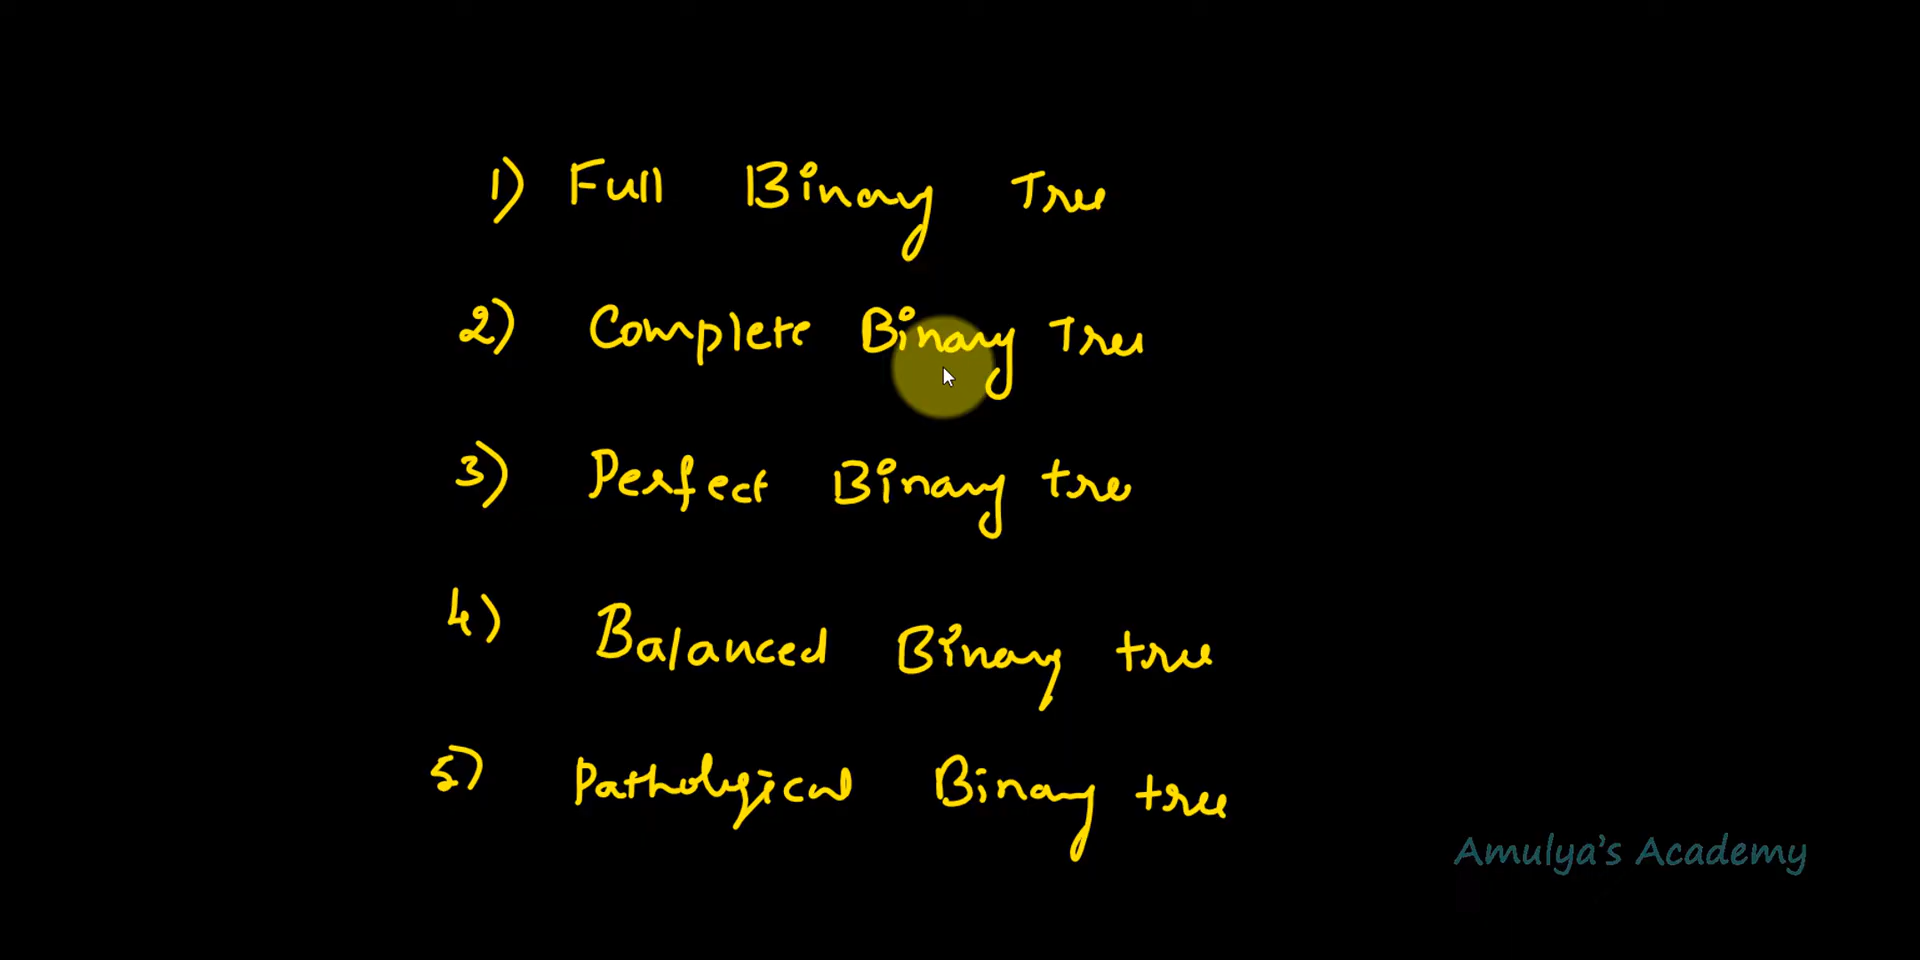 1) Full Binary Tree
2) Complete Binary Tree
3) Perfect Binary tree
4) Balanced Binary tree
5) Pathological Binary tree
Amulya's Academy